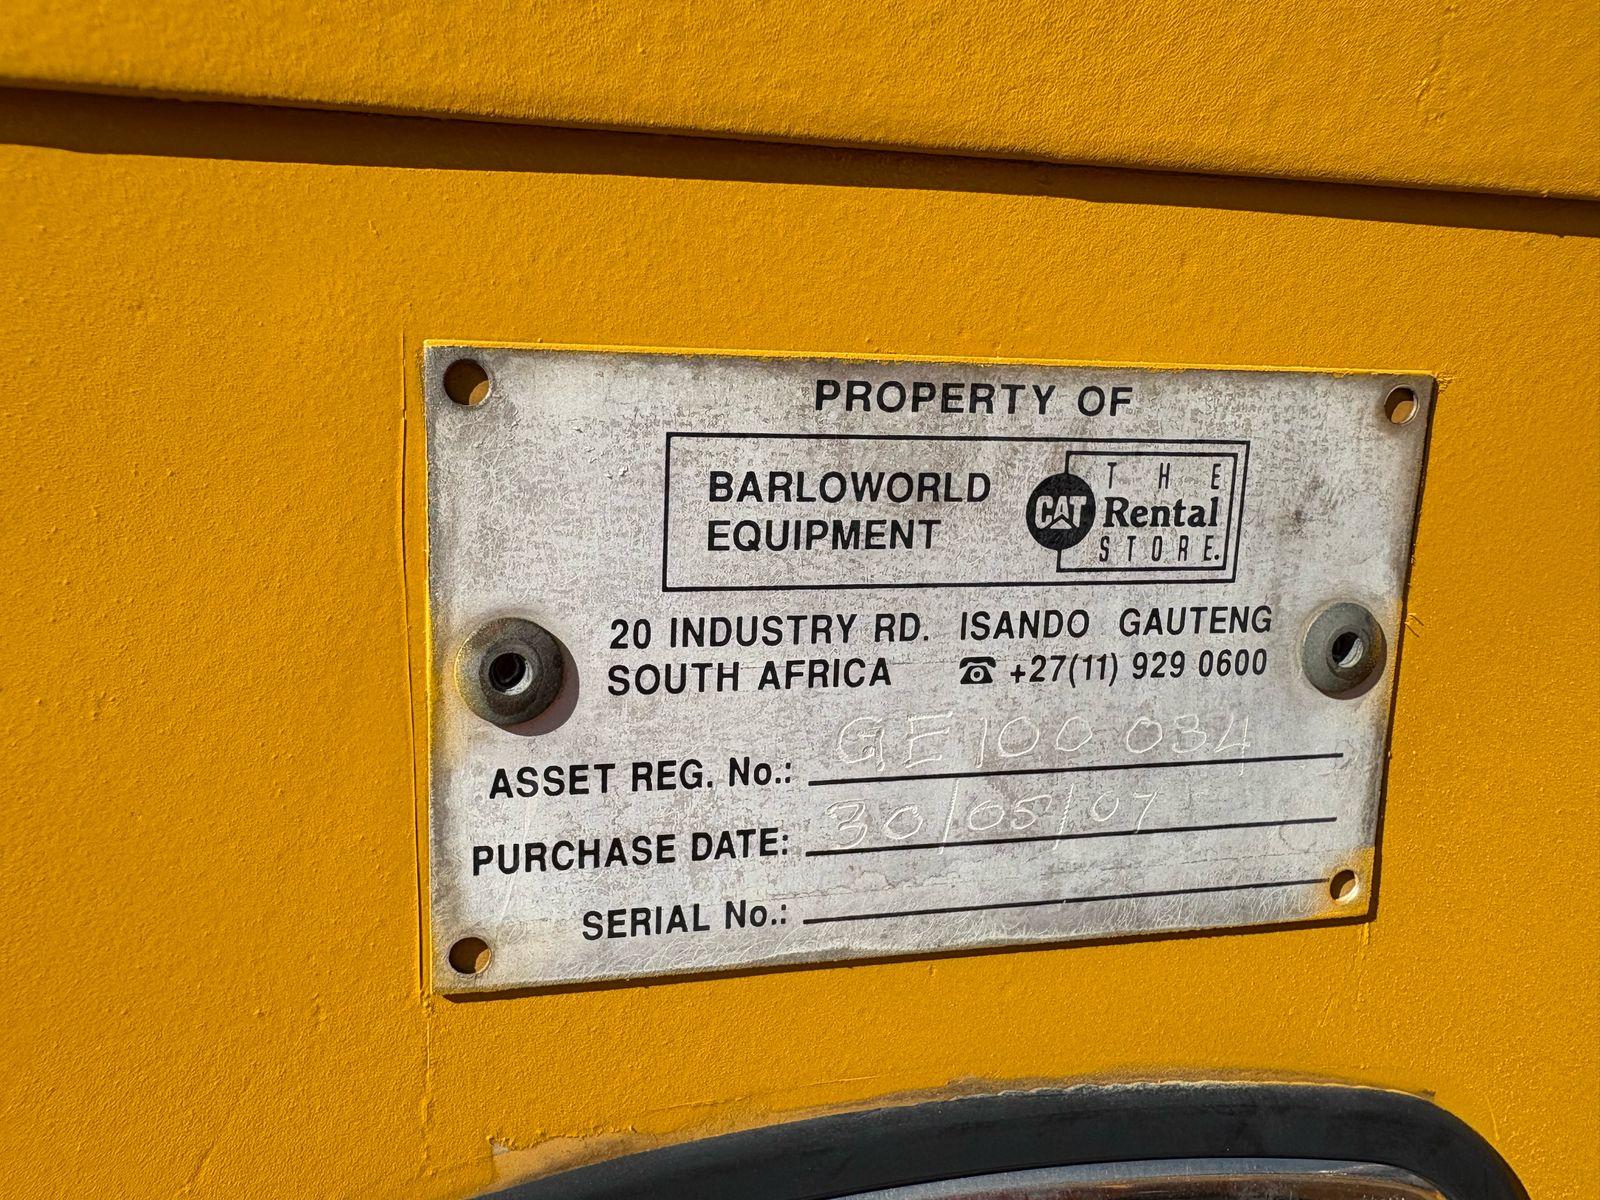 PROPERTY OF
BARLOWORLD
EQUIPMENT
CAT
THE
Rental
STORE.
20 INDUSTRY RD. ISANDO GAUTENG
SOUTH AFRICA ☎ +27(11) 929 0600
ASSET REG. No.: GE100 034
PURCHASE DATE: 30/05/07
SERIAL No.: